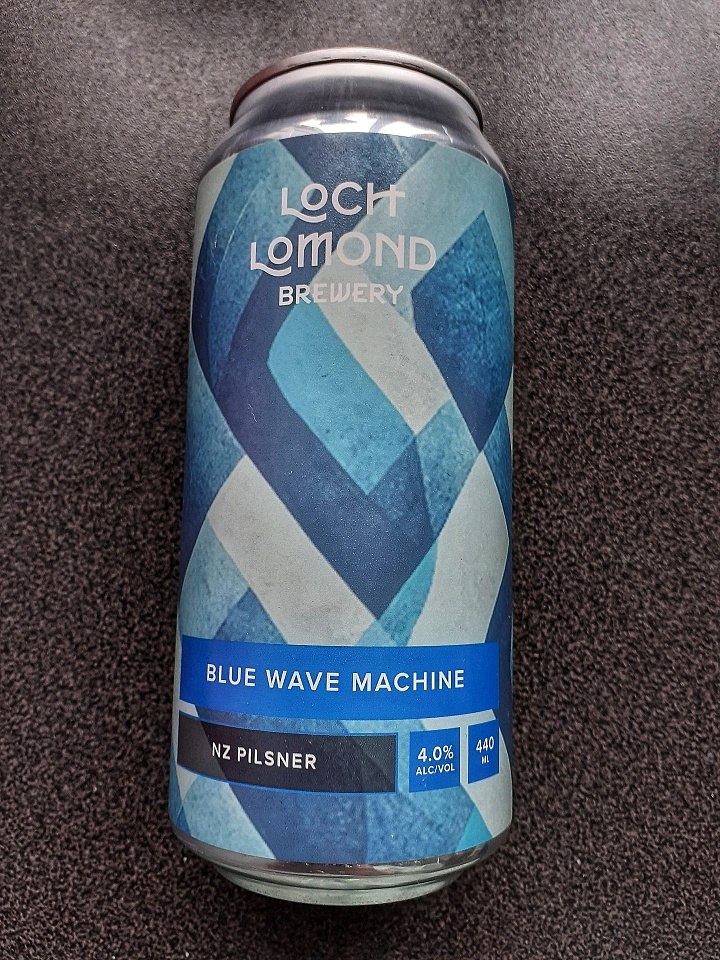 LOCH
LOMOND
BREWERY
BLUE WAVE MACHINE
NZ PILSNER
4.0%
ALC/VOL
440
ML